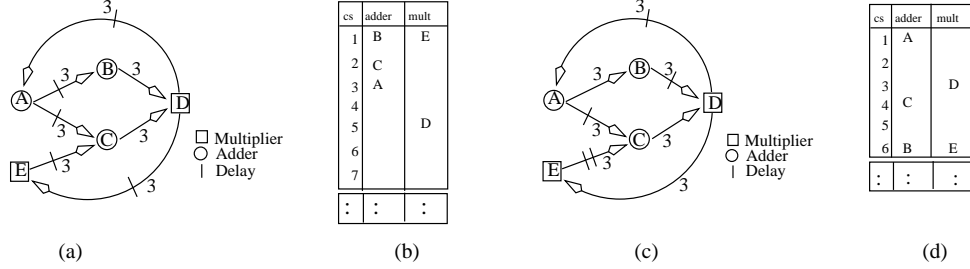 3
B
3
3
A
D
3
C
3
E
3
3
Multiplier
Adder
Delay
(a)
cs adder mult
1 B E
2 C
3 A
4
5 D
6
7
: : :
(b)
3
B
3
3
A
D
3
C
3
E
3
3
Multiplier
Adder
Delay
(c)
cs adder mult
1 A
2
3 D
4 C
5
6 B E
: : :
(d)